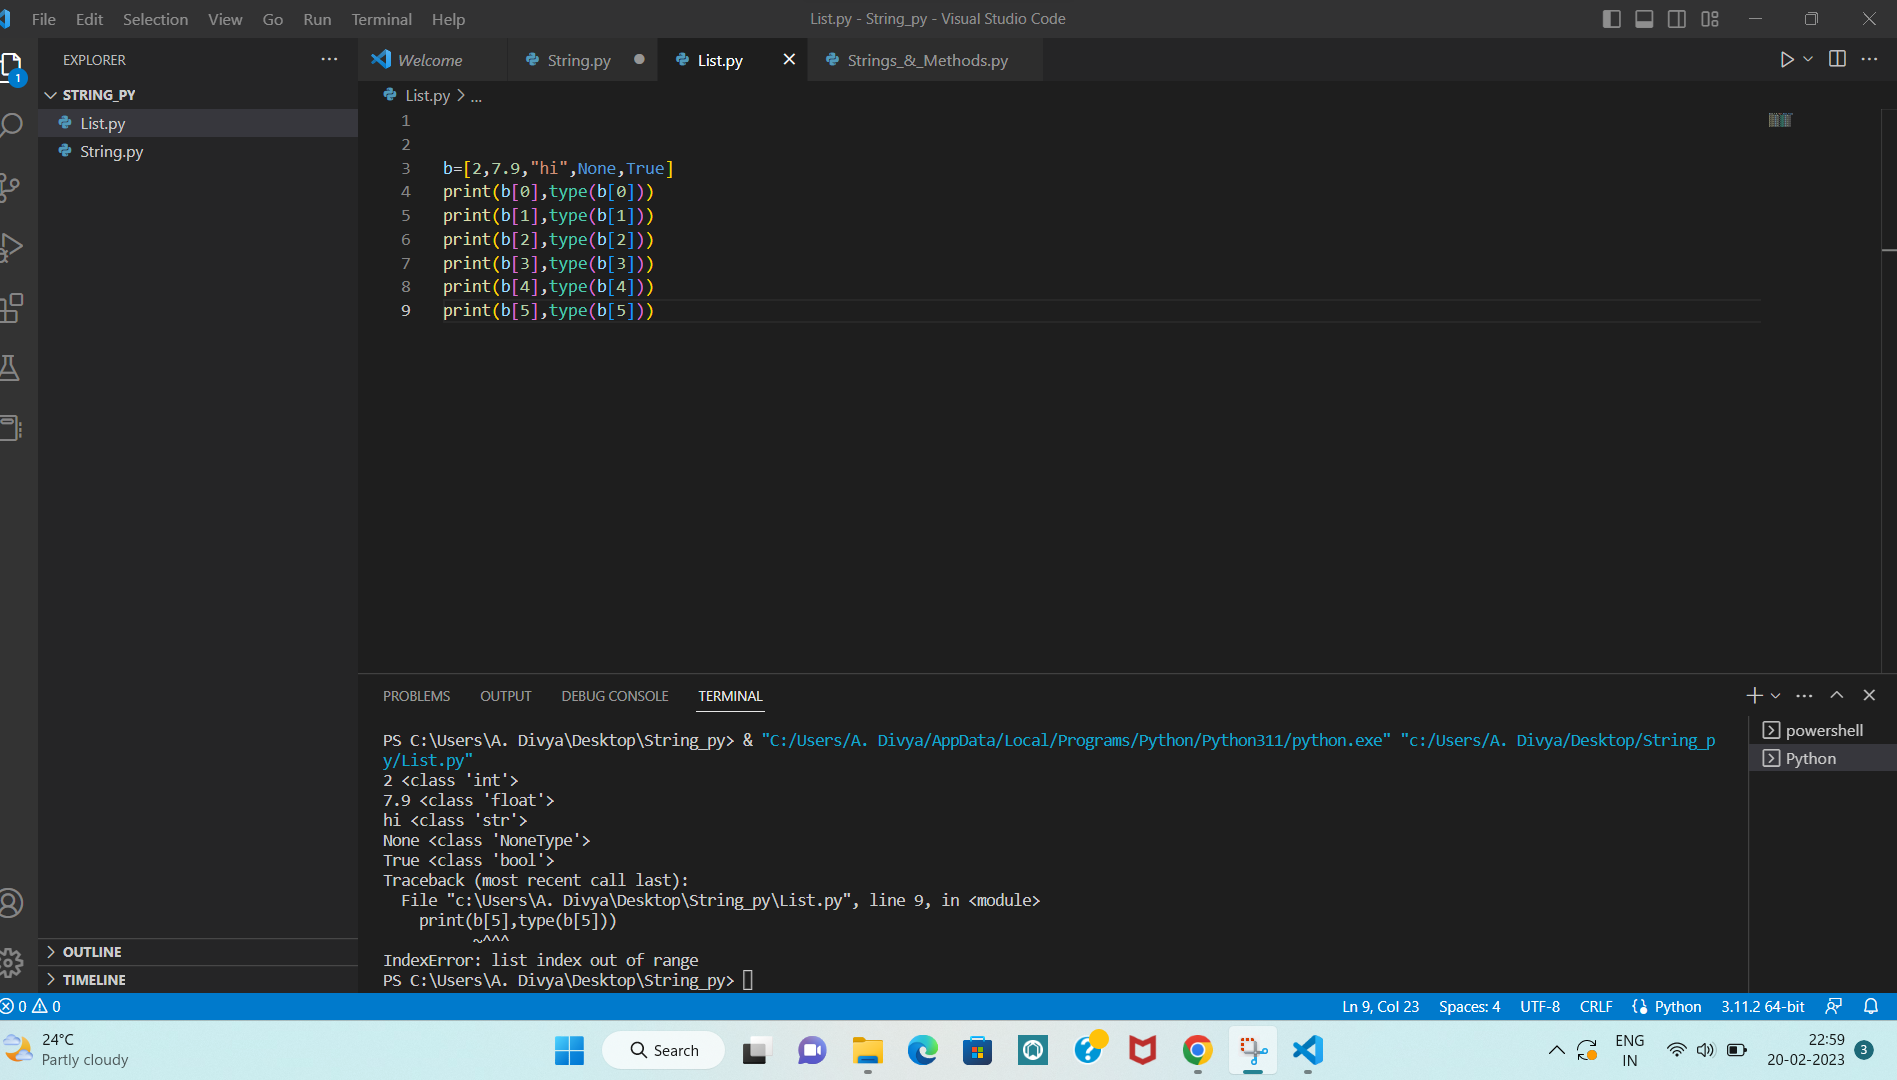 File Edit Selection View Go Run Terminal Help
List.py - String_py - Visual Studio Code
EXPLORER
Welcome
String.py
List.py
Strings_&_Methods.py
1
STRING_PY
List.py
String.py
List.py > ...
1
2
3 b=[2,7.9,"hi",None,True]
4 print(b[0],type(b[0]))
5 print(b[1],type(b[1]))
6 print(b[2],type(b[2]))
7 print(b[3],type(b[3]))
8 print(b[4],type(b[4]))
9 print(b[5],type(b[5]))
PROBLEMS OUTPUT DEBUG CONSOLE TERMINAL
PS C:\Users\A. Divya\Desktop\String_py> & "C:/Users/A. Divya/AppData/Local/Programs/Python/Python311/python.exe" "c:/Users/A. Divya/Desktop/String_p
y/List.py"
2 <class 'int'>
7.9 <class 'float'>
hi <class 'str'>
None <class 'NoneType'>
True <class 'bool'>
Traceback (most recent call last):
  File "c:\Users\A. Divya\Desktop\String_py\List.py", line 9, in <module>
    print(b[5],type(b[5]))
          ~^^^
IndexError: list index out of range
PS C:\Users\A. Divya\Desktop\String_py>
powershell
Python
OUTLINE
TIMELINE
0 0
Ln 9, Col 23 Spaces: 4 UTF-8 CRLF Python 3.11.2 64-bit
24°C
Partly cloudy
Search
ENG
IN
22:59
20-02-2023
3